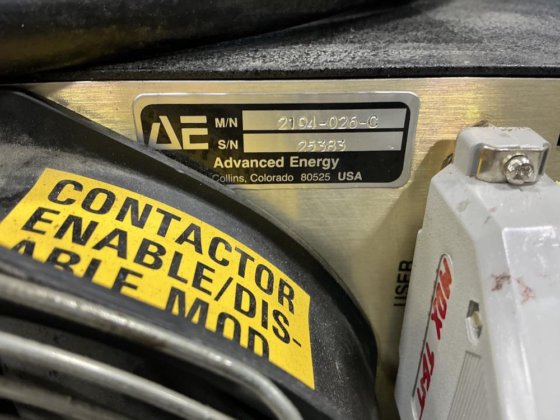 AE M/N 2194-026-C
S/N 25383
Advanced Energy
Collins, Colorado 80525 USA
CONTACTOR
ENABLE/DIS-
ABLE MOD
USER